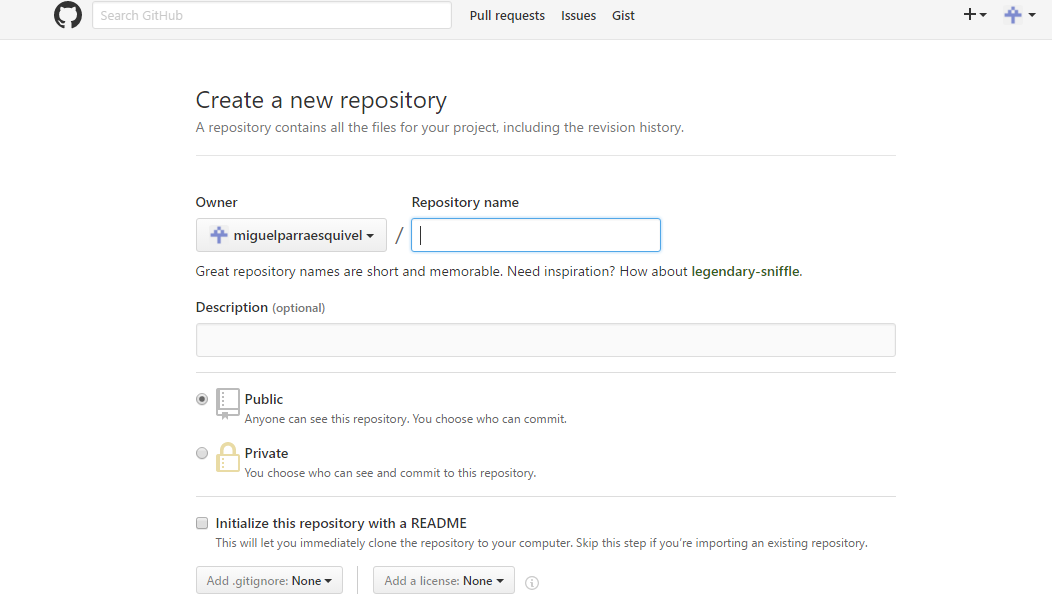 Search GitHub Pull requests Issues Gist
Create a new repository
A repository contains all the files for your project, including the revision history.
Owner Repository name
miguelparraesquivel / 
Great repository names are short and memorable. Need inspiration? How about legendary-sniffle.
Description (optional)
Public
Anyone can see this repository. You choose who can commit.
Private
You choose who can see and commit to this repository.
Initialize this repository with a README
This will let you immediately clone the repository to your computer. Skip this step if you’re importing an existing repository.
Add .gitignore: None Add a license: None